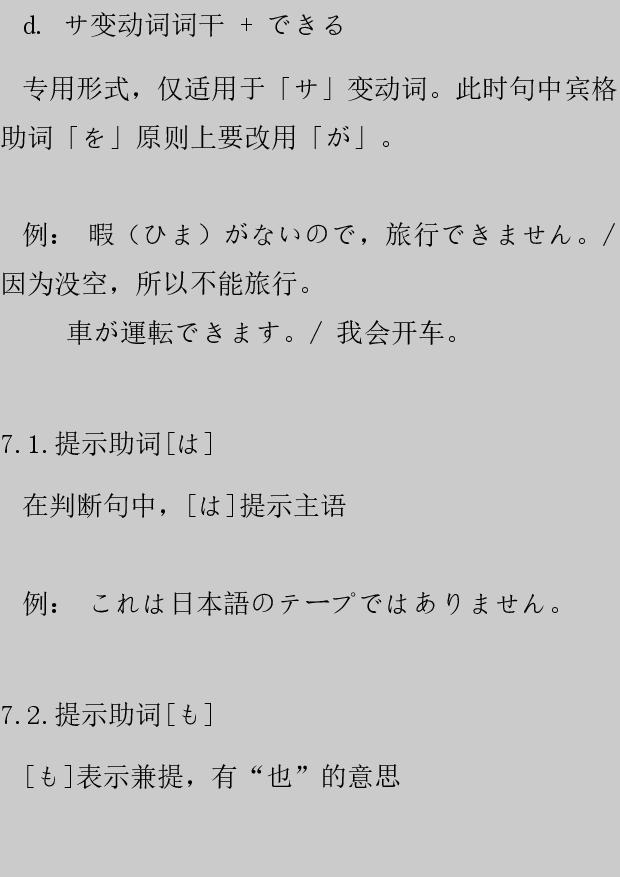 d. サ变动词词干 + できる
专用形式，仅适用于「サ」变动词。此时句中宾格
助词「を」原则上要改用「が」。
例： 暇（ひま）がないので，旅行できません。/
因为没空，所以不能旅行。
車が運転できます。/ 我会开车。
7.1.提示助词[は]
在判断句中，[は]提示主语
例： これは日本語のテープではありません。
7.2.提示助词[も]
[も]表示兼提，有“也”的意思